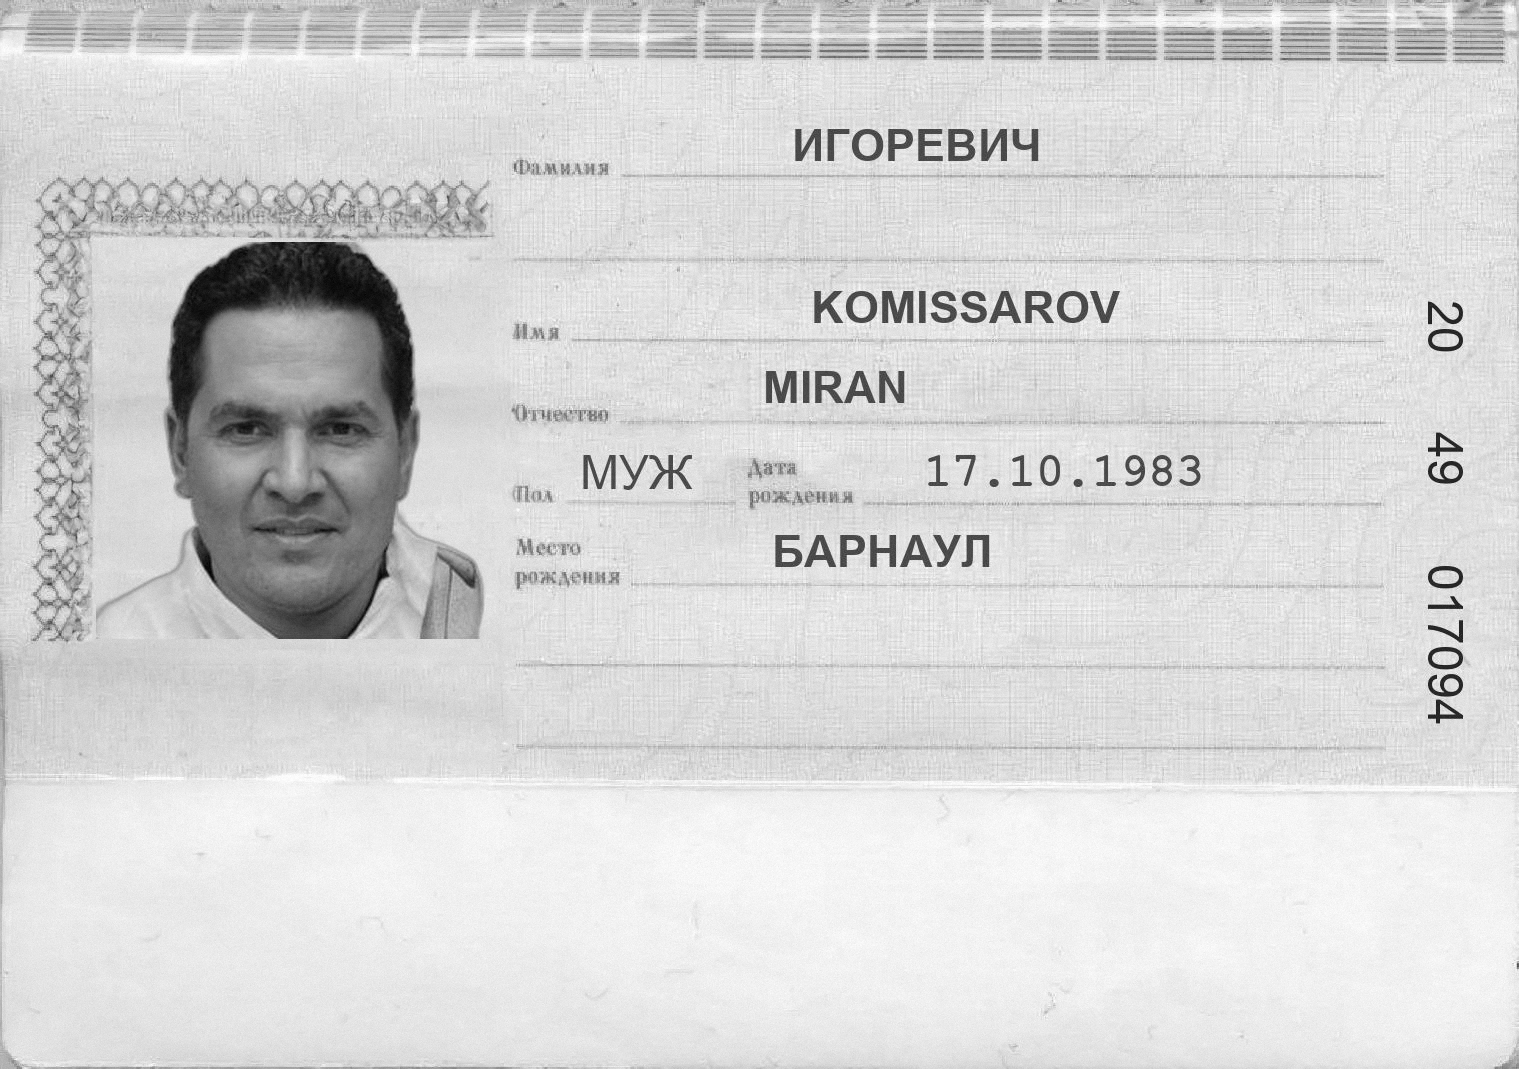 Фамилия ИГОРЕВИЧ
Имя KOMISSAROV
Отчество MIRAN
Пол МУЖ Дата рождения 17.10.1983
Место рождения БАРНАУЛ
20 49 017094